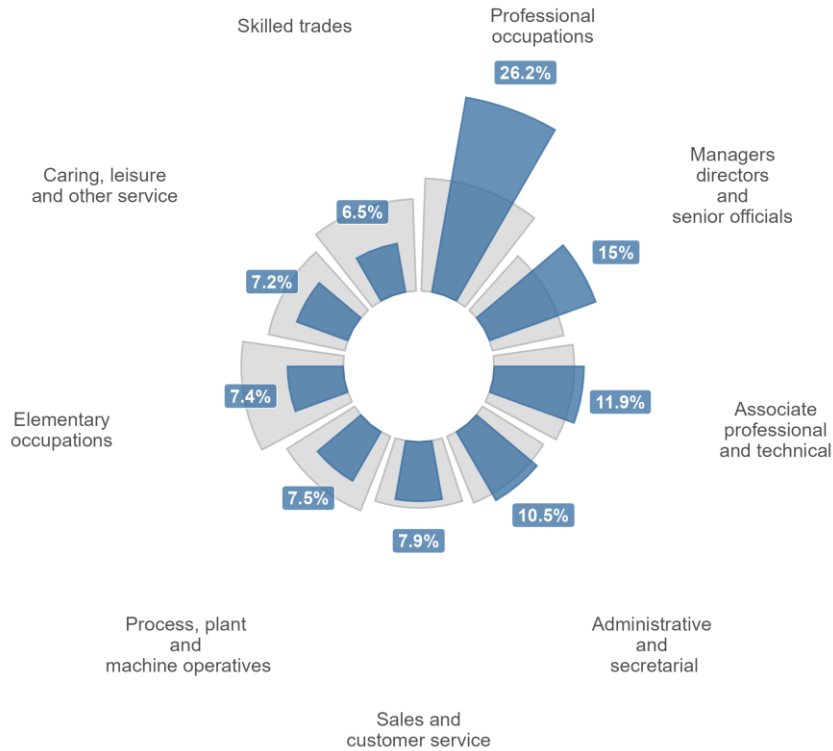 Skilled trades
Professional
occupations
26.2%
Caring, leisure
and other service
Managers
directors
and
senior officials
6.5%
15%
7.2%
7.4%
11.9%
Elementary
occupations
Associate
professional
and technical
7.5%
10.5%
7.9%
Process, plant
and
machine operatives
Administrative
and
secretarial
Sales and
customer service